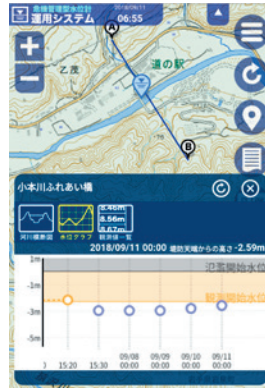 危機管理型水位計
運用システム
2018/09/11
06:55
A
乙茂
道の駅
-76
B
小本川ふれあい橋
8.46m
8.56m
8.67m
河川横断図
水位グラフ
観測値一覧
2018/09/11 00:00 堤防天端からの高さ -2.59m
1m
氾濫開始水位
-1m
観測開始水位
-3m
-5m
15:20
15:30
09/08
00:00
09/09
00:00
09/10
00:00
09/11
00:00